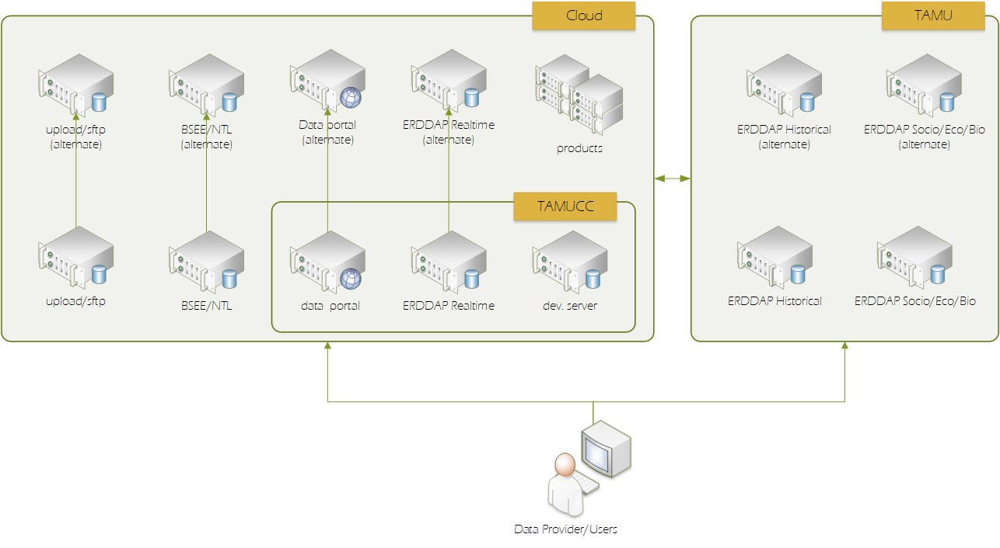 Cloud
TAMU
upload/sftp
(alternate)
BSEE/NTL
(alternate)
Data portal
(alternate)
ERDDAP Realtime
(alternate)
products
ERDDAP Historical
(alternate)
ERDDAP Socio/Eco/Bio
(alternate)
TAMUCC
upload/sftp
BSEE/NTL
data portal
ERDDAP Realtime
dev. server
ERDDAP Historical
ERDDAP Socio/Eco/Bio
Data Provider/Users